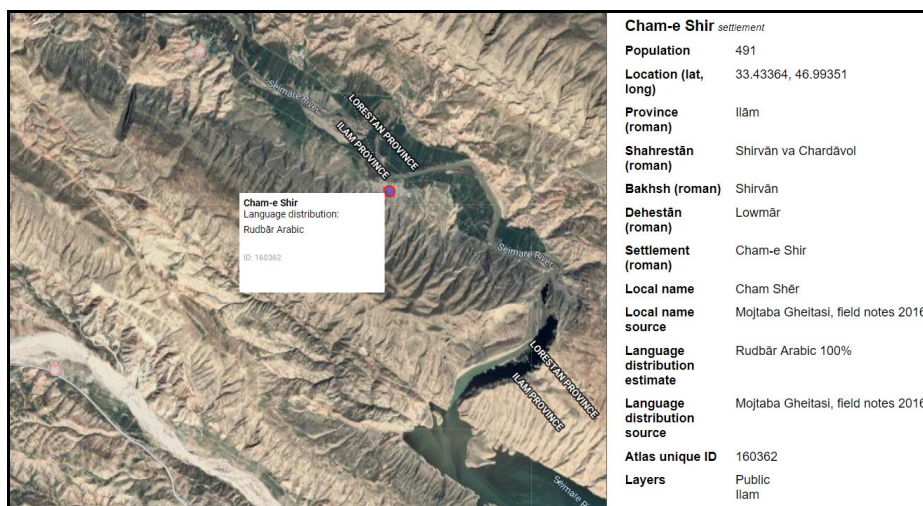 Seimare River
LORESTAN PROVINCE
ILAM PROVINCE
Cham-e Shir
Language distribution:
Rudbār Arabic
ID: 160362
Seimare River
LORESTAN PROVINCE
ILAM PROVINCE
Seimare Riv
Cham-e Shir settlement
Population 491
Location (lat, 33.43364, 46.99351
long)
Province Ilām
(roman)
Shahrestān Shirvān va Chardāvol
(roman)
Bakhsh (roman) Shirvān
Dehestān Lowmār
(roman)
Settlement Cham-e Shir
(roman)
Local name Cham Shēr
Local name Mojtaba Gheitasi, field notes 2016
source
Language Rudbār Arabic 100%
distribution
estimate
Language Mojtaba Gheitasi, field notes 2016
distribution
source
Atlas unique ID 160362
Layers Public
Ilam